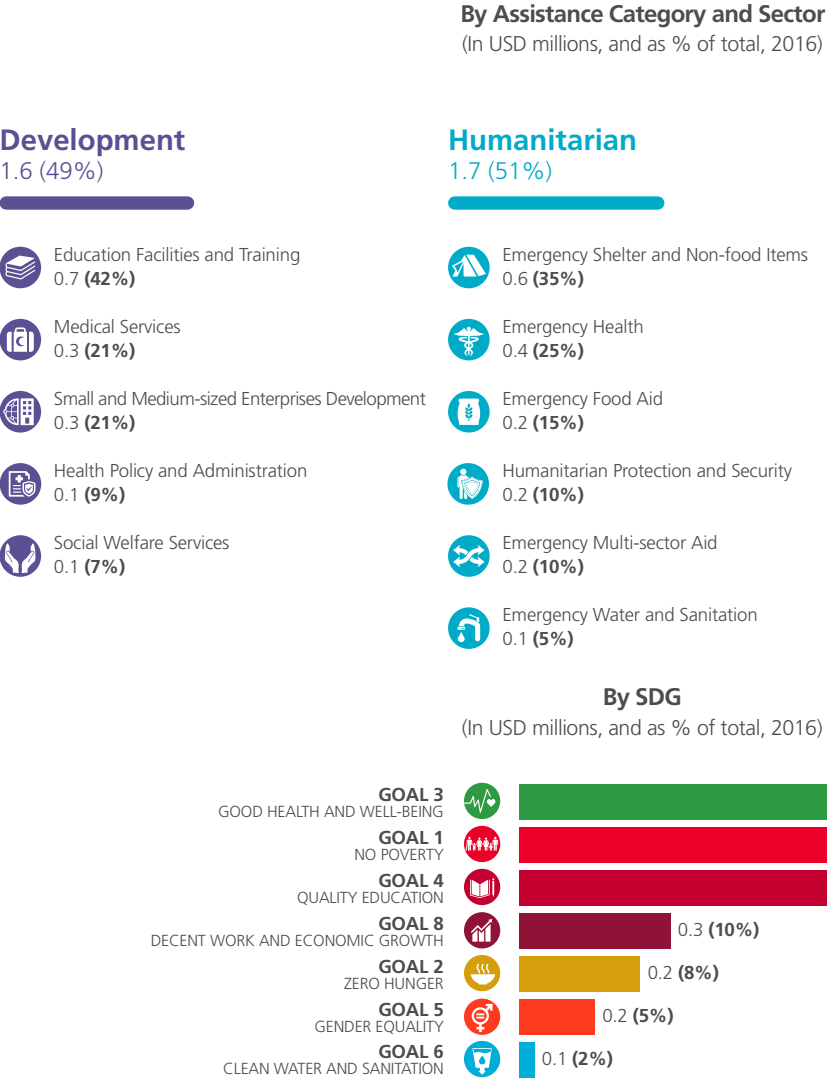 By Assistance Category and Sector
(In USD millions, and as % of total, 2016)
Development
1.6 (49%)
Education Facilities and Training
0.7 (42%)
Medical Services
0.3 (21%)
Small and Medium-sized Enterprises Development
0.3 (21%)
Health Policy and Administration
0.1 (9%)
Social Welfare Services
0.1 (7%)
Humanitarian
1.7 (51%)
Emergency Shelter and Non-food Items
0.6 (35%)
Emergency Health
0.4 (25%)
Emergency Food Aid
0.2 (15%)
Humanitarian Protection and Security
0.2 (10%)
Emergency Multi-sector Aid
0.2 (10%)
Emergency Water and Sanitation
0.1 (5%)
By SDG
(In USD millions, and as % of total, 2016)
GOAL 3
GOOD HEALTH AND WELL-BEING
GOAL 1
NO POVERTY
GOAL 4
QUALITY EDUCATION
GOAL 8
DECENT WORK AND ECONOMIC GROWTH
0.3 (10%)
GOAL 2
ZERO HUNGER
0.2 (8%)
GOAL 5
GENDER EQUALITY
0.2 (5%)
GOAL 6
CLEAN WATER AND SANITATION
0.1 (2%)